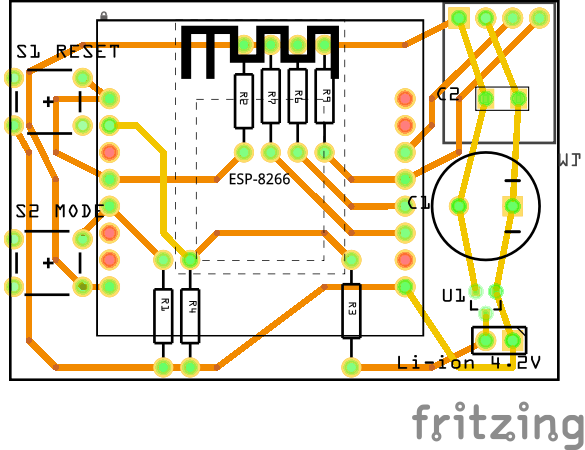 S1 RESET
R2
R7
R6
R9
C2
ESP-8266
S2 MODE
C1
R1
R4
R3
U1
Li-ion 4.2V
fritzing